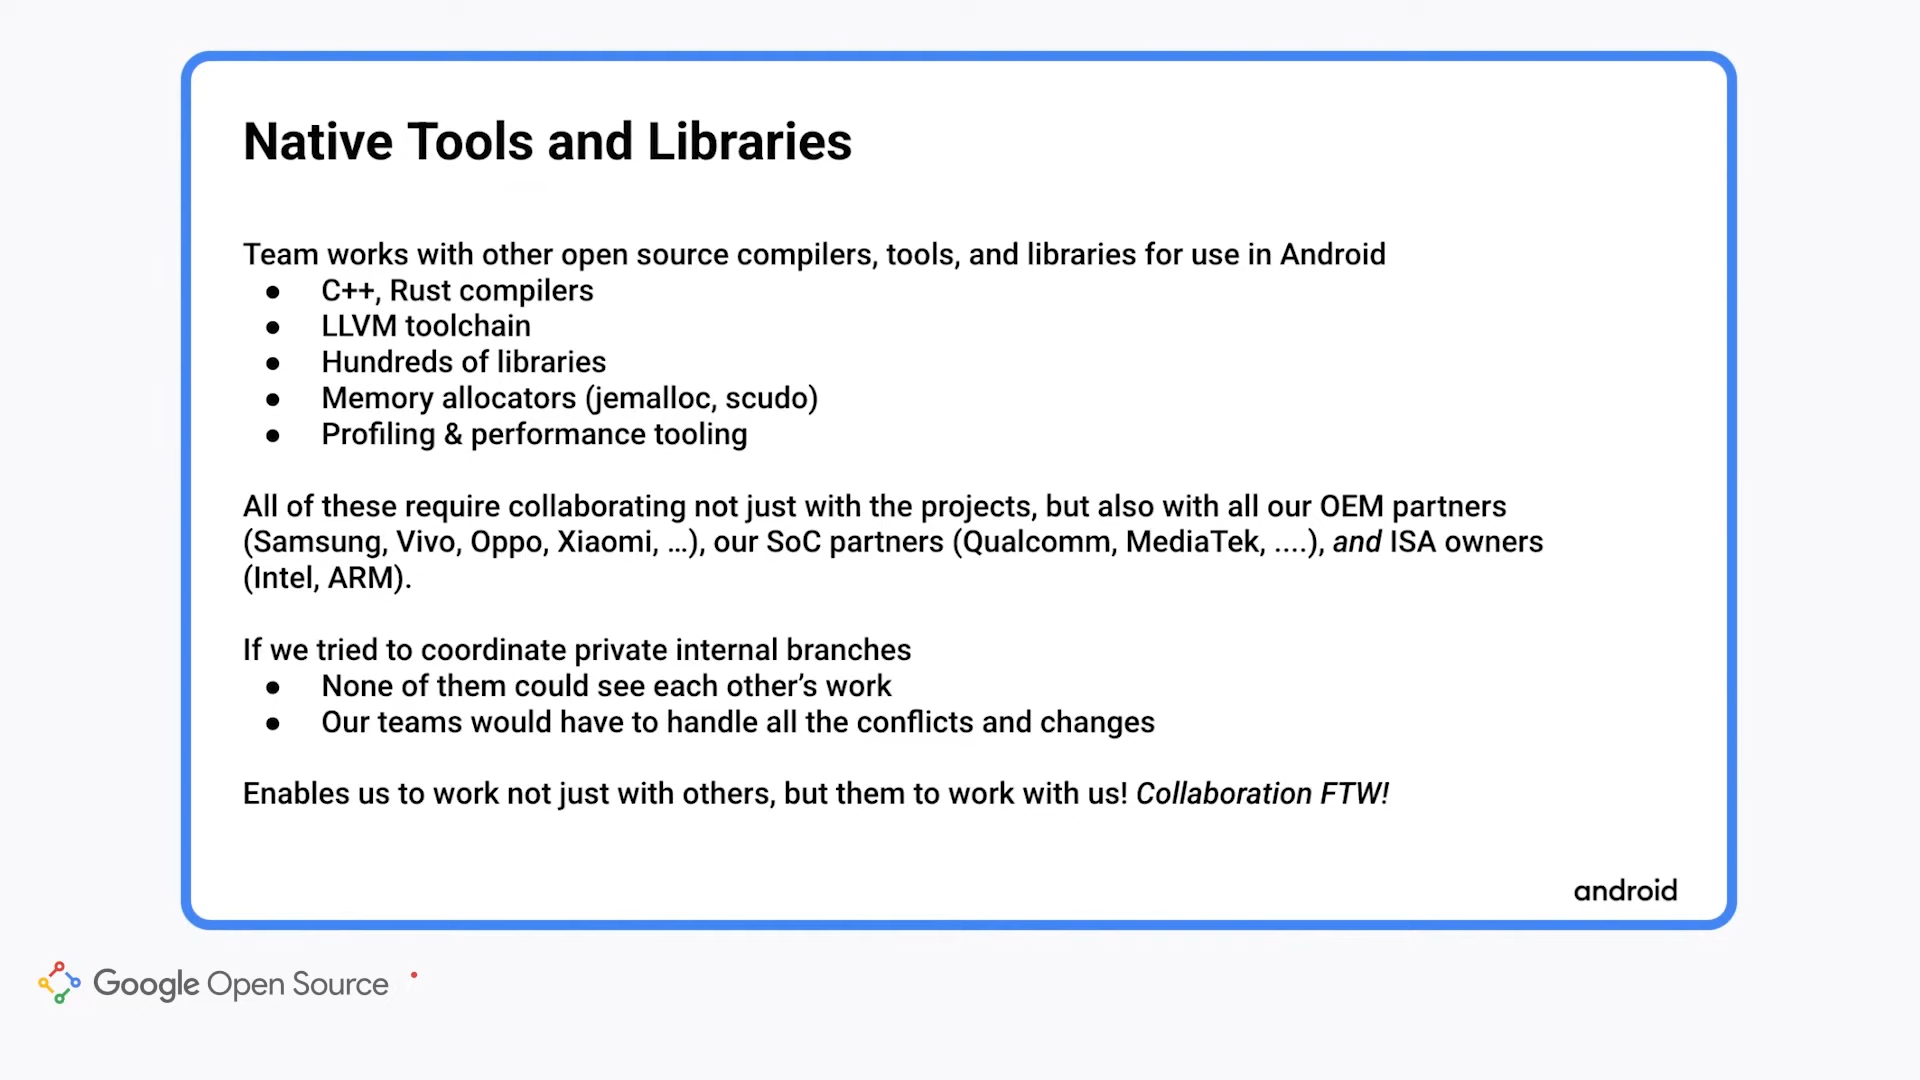 Native Tools and Libraries
Team works with other open source compilers, tools, and libraries for use in Android
● C++, Rust compilers
● LLVM toolchain
● Hundreds of libraries
● Memory allocators (jemalloc, scudo)
● Profiling & performance tooling
All of these require collaborating not just with the projects, but also with all our OEM partners
(Samsung, Vivo, Oppo, Xiaomi, …), our SoC partners (Qualcomm, MediaTek, ....), and ISA owners
(Intel, ARM).
If we tried to coordinate private internal branches
● None of them could see each other’s work
● Our teams would have to handle all the conflicts and changes
Enables us to work not just with others, but them to work with us! Collaboration FTW!
android
Google Open Source